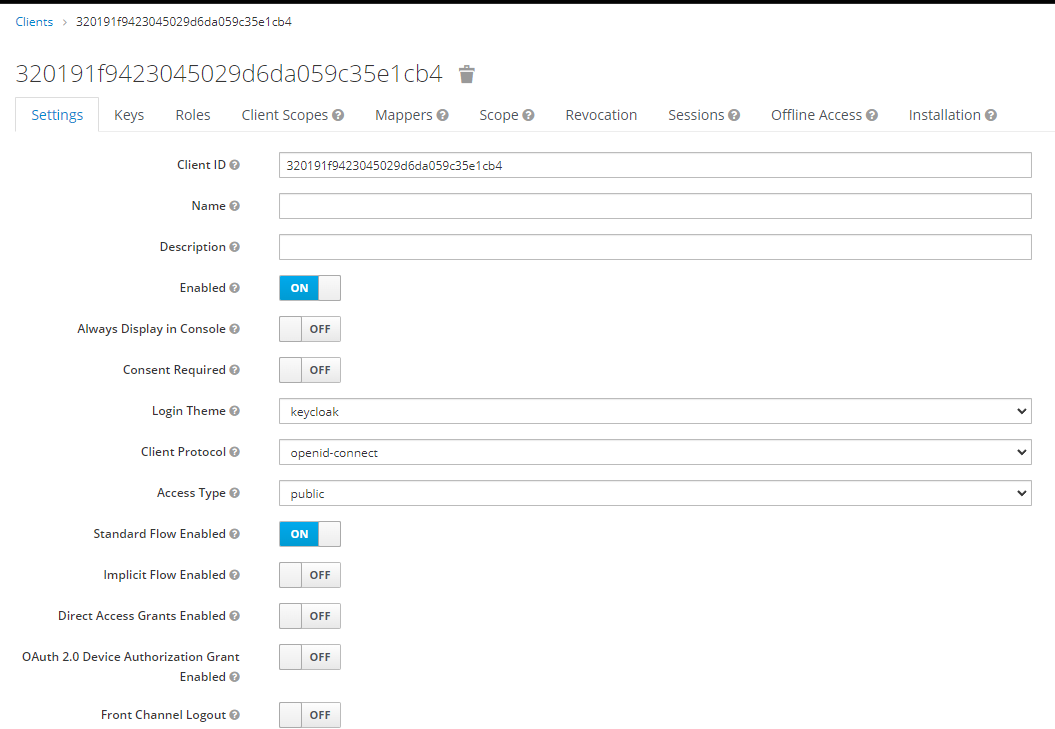 Clients > 320191f9423045029d6da059c35e1cb4
320191f9423045029d6da059c35e1cb4
Settings Keys Roles Client Scopes ? Mappers ? Scope ? Revocation Sessions ? Offline Access ? Installation ?
Client ID ? 320191f9423045029d6da059c35e1cb4
Name ?
Description ?
Enabled ? ON
Always Display in Console ? OFF
Consent Required ? OFF
Login Theme ? keycloak
Client Protocol ? openid-connect
Access Type ? public
Standard Flow Enabled ? ON
Implicit Flow Enabled ? OFF
Direct Access Grants Enabled ? OFF
OAuth 2.0 Device Authorization Grant OFF
Enabled ?
Front Channel Logout ? OFF